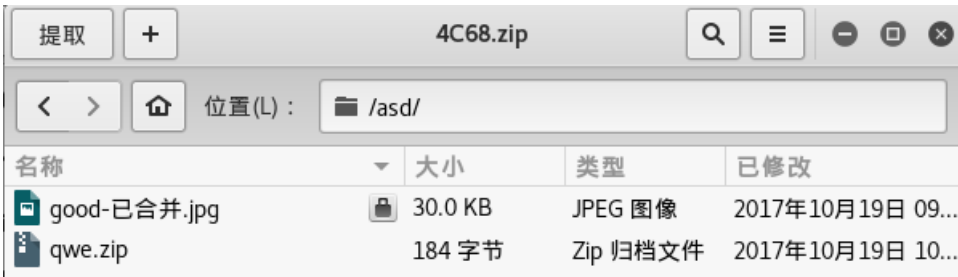 提取 + 4C68.zip
位置(L)： /asd/
名称 大小 类型 已修改
good-已合并.jpg 30.0 KB JPEG 图像 2017年10月19日 09...
qwe.zip 184 字节 Zip 归档文件 2017年10月19日 10...